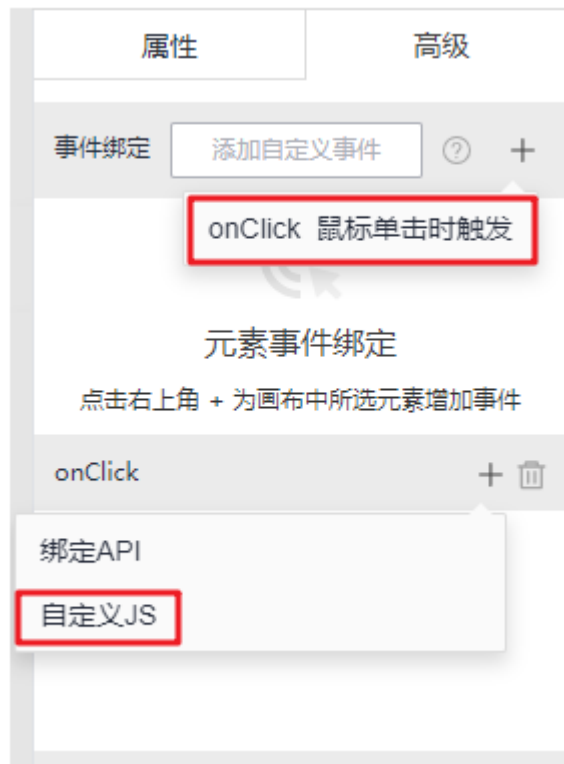 属性 高级
事件绑定 添加自定义事件 ? +
onClick 鼠标单击时触发
元素事件绑定
点击右上角 + 为画布中所选元素增加事件
onClick +
绑定API
自定义JS